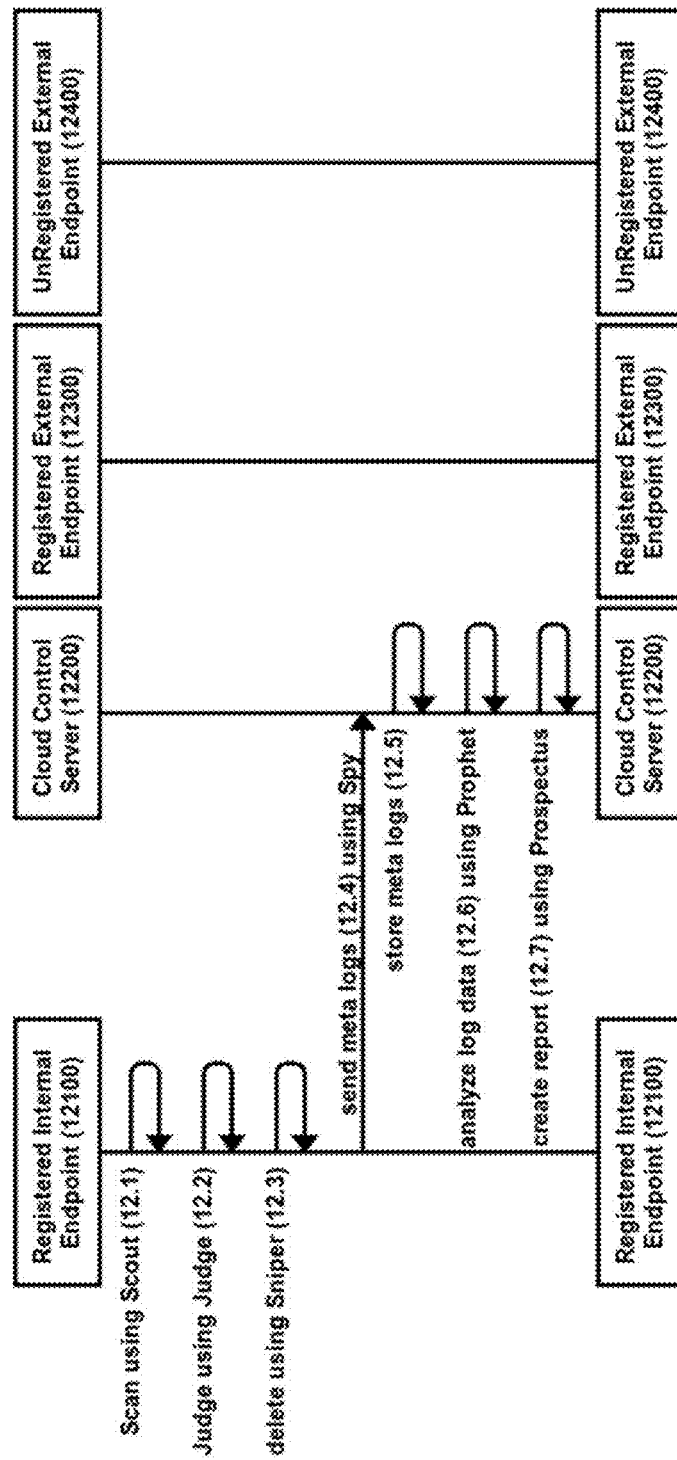 Registered Internal
Endpoint (12100)
Cloud Control
Server (12200)
Registered External
Endpoint (12300)
UnRegistered External
Endpoint (12400)
Scan using Scout (12.1)
Judge using Judge (12.2)
delete using Sniper (12.3)
send meta logs (12.4) using Spy
store meta logs (12.5)
analyze log data (12.6) using Prophet
create report (12.7) using Prospectus
Registered Internal
Endpoint (12100)
Cloud Control
Server (12200)
Registered External
Endpoint (12300)
UnRegistered External
Endpoint (12400)